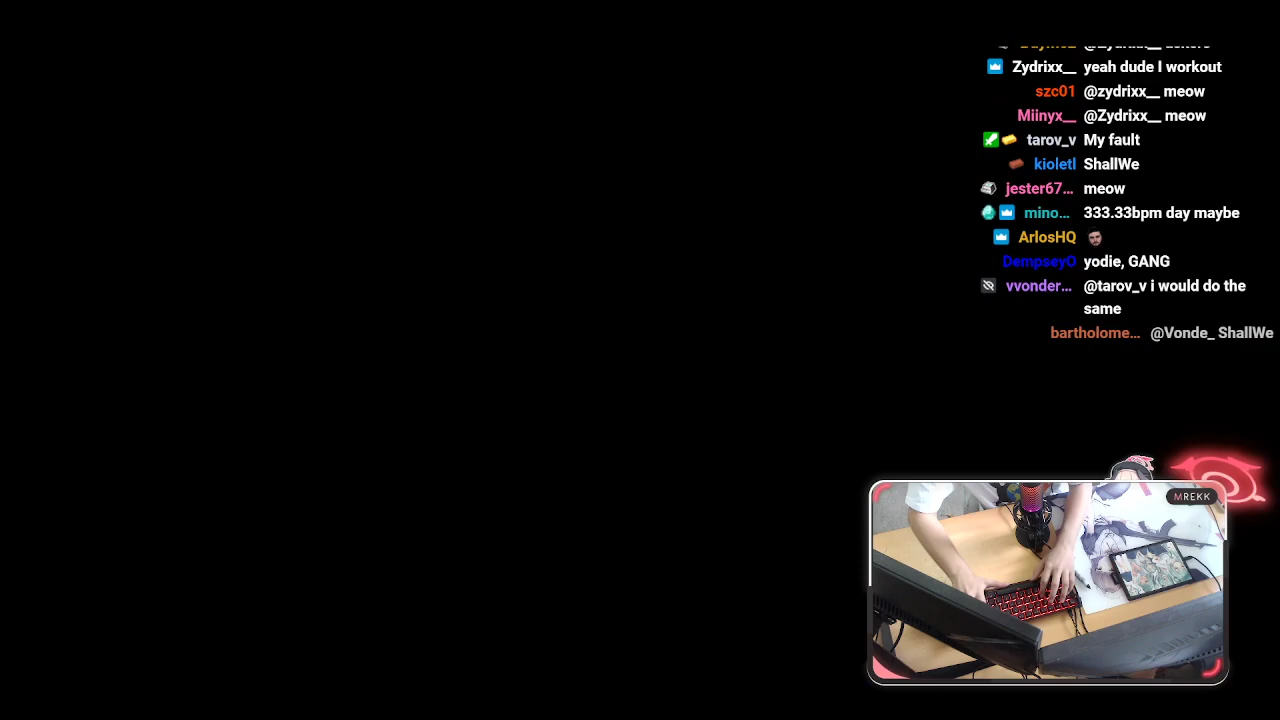 Zydrixx__ yeah dude I workout
szc01 @zydrixx__ meow
Miinyx__ @Zydrixx__ meow
tarov_v My fault
kioletl ShallWe
jester67… meow
mino… 333.33bpm day maybe
ArlosHQ
DempseyO yodie, GANG
vvonder… @tarov_v i would do the
same
bartholome… @Vonde_ ShallWe
MREKK